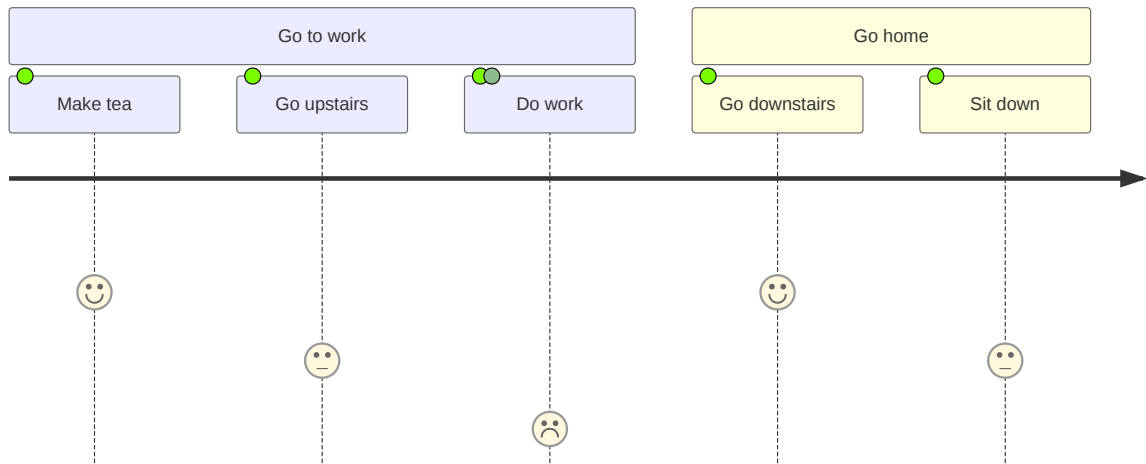 Go to work
Go home
Make tea
Go upstairs
Do work
Go downstairs
Sit down